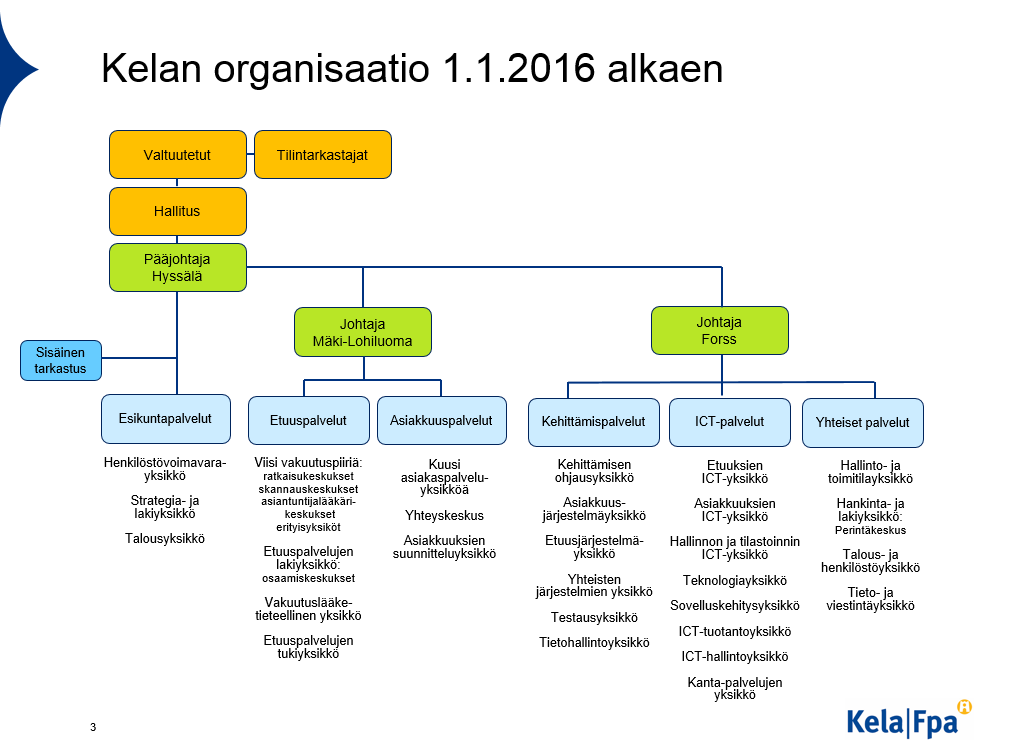 Kelan organisaatio 1.1.2016 alkaen
Valtuutetut
Tilintarkastajat
Hallitus
Pääjohtaja
Hyssälä
Johtaja
Mäki-Lohiluoma
Johtaja
Forss
Sisäinen
tarkastus
Esikuntapalvelut
Henkilöstövoimavara-
yksikkö
Strategia- ja
lakiyksikkö
Talousyksikkö
Etuuspalvelut
Viisi vakuutuspiiriä:
ratkaisukeskukset
skannauskeskukset
asiantuntijalääkäri-
keskukset
erityisyksiköt
Etuuspalvelujen
lakiyksikkö:
osaamiskeskukset
Vakuutuslääke-
tieteellinen yksikkö
Etuuspalvelujen
tukiyksikkö
Asiakkuuspalvelut
Kuusi
asiakaspalvelu-
yksikköä
Yhteyskeskus
Asiakkuuksien
suunnitteluyksikkö
Kehittämispalvelut
Kehittämisen
ohjausyksikkö
Asiakkuus-
järjestelmäyksikkö
Etuusjärjestelmä-
yksikkö
Yhteisten
järjestelmien yksikkö
Testausyksikkö
Tietohallintoyksikkö
ICT-palvelut
Etuuksien
ICT-yksikkö
Asiakkuuksien
ICT-yksikkö
Hallinnon ja tilastoinnin
ICT-yksikkö
Teknologiayksikkö
Sovelluskehitysyksikkö
ICT-tuotantoyksikkö
ICT-hallintoyksikkö
Kanta-palvelujen
yksikkö
Yhteiset palvelut
Hallinto- ja
toimitilayksikkö
Hankinta- ja
lakiyksikkö:
Perintäkeskus
Talous- ja
henkilöstöyksikkö
Tieto- ja
viestintäyksikkö
3
Kela|Fpa